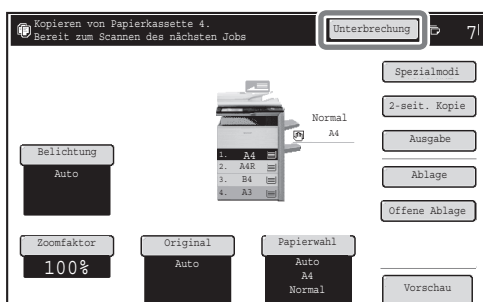 Kopieren von Papierkassette 4.
Bereit zum Scannen des nächsten Jobs
Unterbrechung
7
Spezialmodi
2-seit. Kopie
Ausgabe
Ablage
Offene Ablage
Vorschau
Normal
A4
1. A4
2. A4R
3. B4
4. A3
Belichtung
Auto
Zoomfaktor
100%
Original
Auto
Papierwahl
Auto
A4
Normal